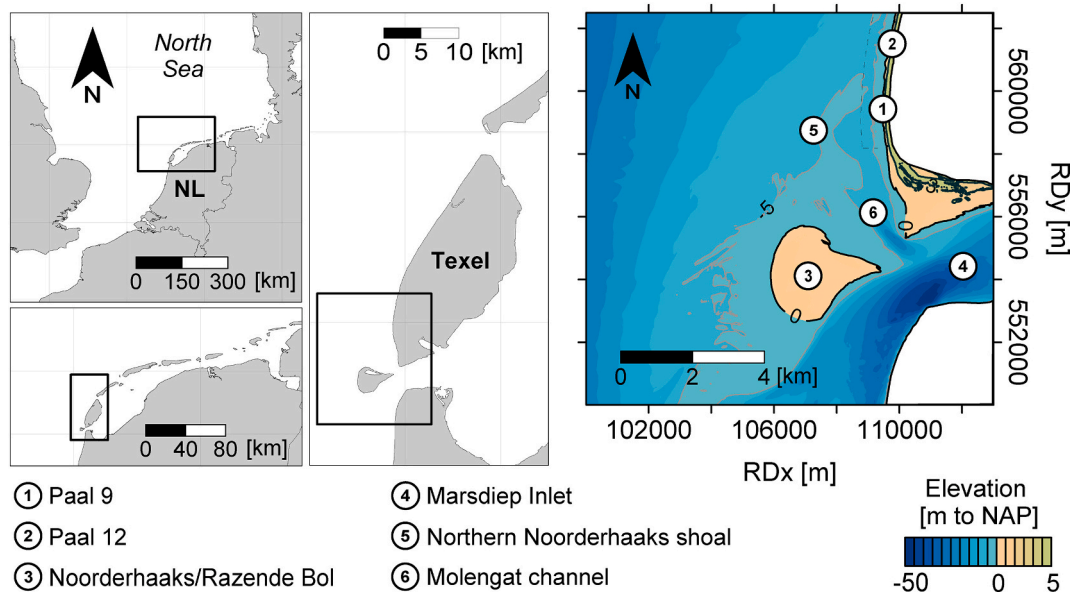 North
Sea
N
NL
0 150 300 [km]
0 40 80 [km]
0 5 10 [km]
Texel
N
2
1
5
6
4
3
-5
-5
0
0
0 2 4 [km]
560000
556000
552000
RDy [m]
102000 106000 110000
RDx [m]
1 Paal 9
2 Paal 12
3 Noorderhaaks/Razende Bol
4 Marsdiep Inlet
5 Northern Noorderhaaks shoal
6 Molengat channel
Elevation
[m to NAP]
-50 0 5